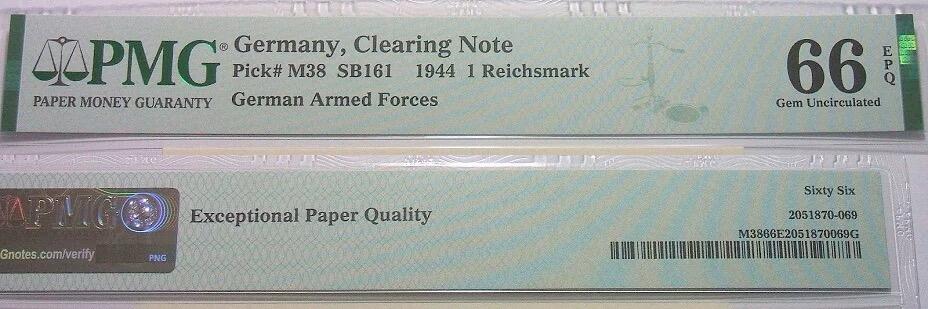 PMG®
PAPER MONEY GUARANTY
Germany, Clearing Note
Pick# M38 SB161 1944 1 Reichsmark
German Armed Forces
66 EPQ
Gem Uncirculated
PMG
Gnotes.com/verify
PNG
Exceptional Paper Quality
Sixty Six
2051870-069
M3866E2051870069G